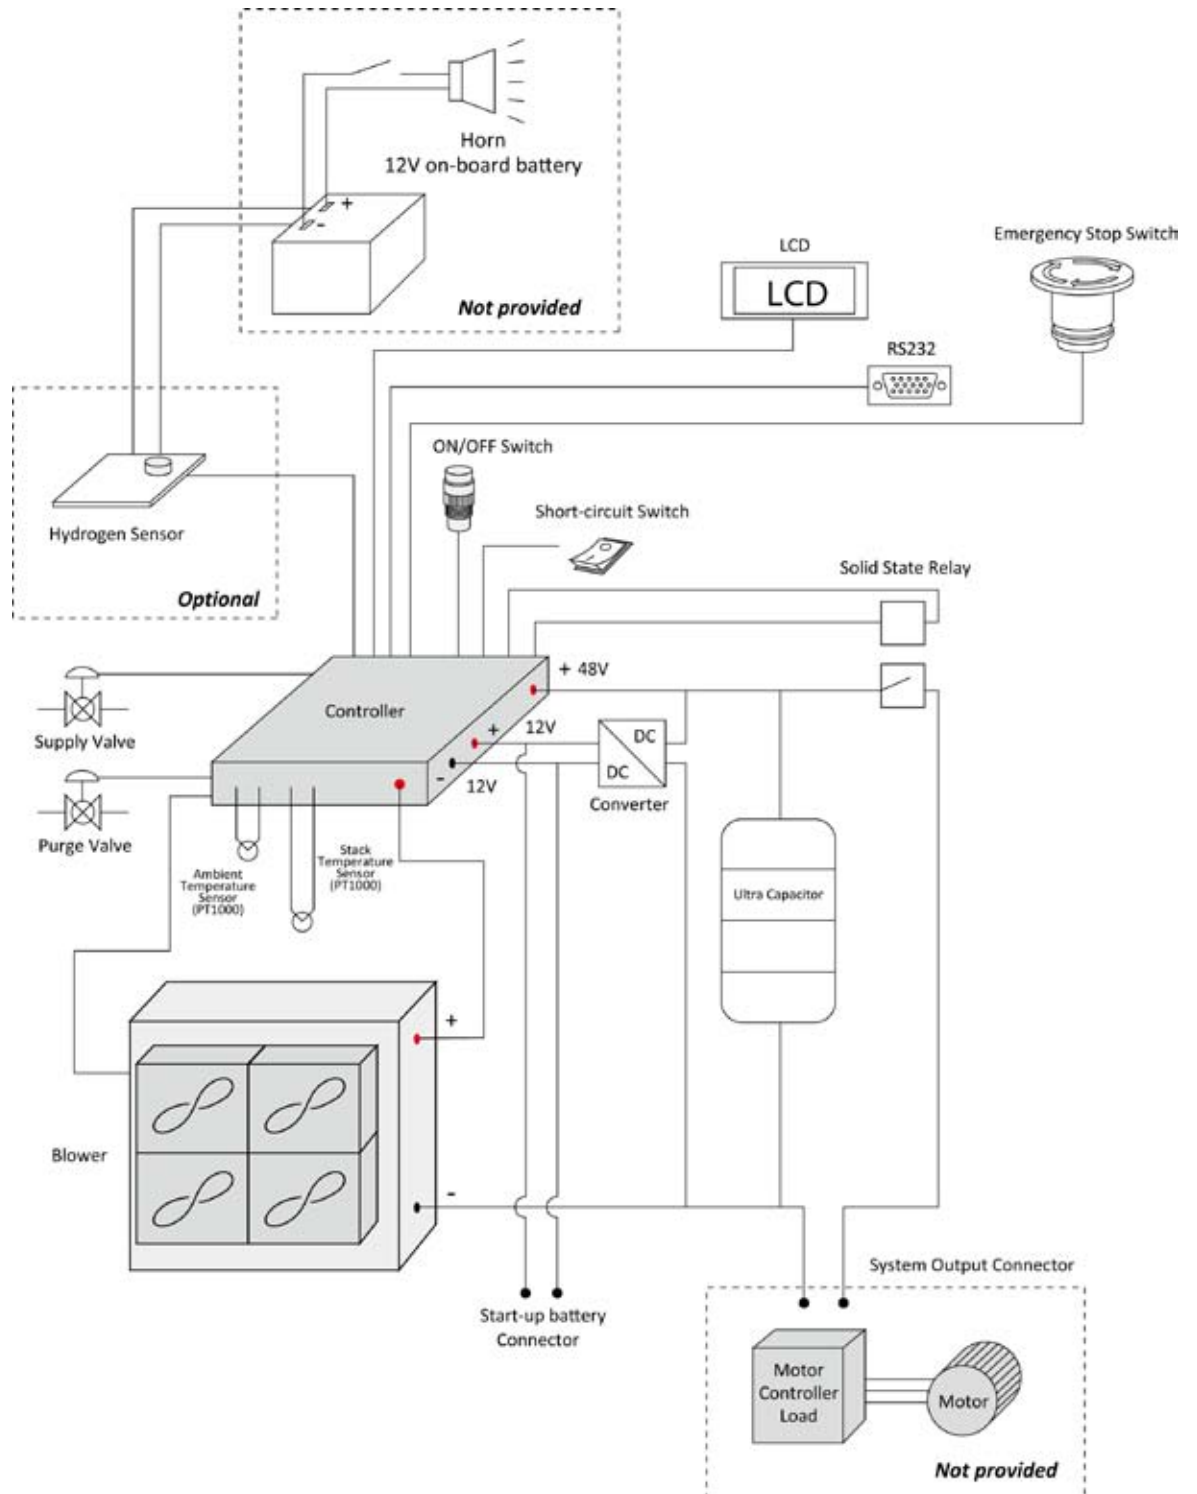 Horn
12V on-board battery
+
-
Not provided
LCD
LCD
Emergency Stop Switch
RS232
ON/OFF Switch
Short-circuit Switch
Hydrogen Sensor
Optional
Solid State Relay
+ 48V
Controller
Supply Valve
+
12V
DC
DC
-
12V
Converter
Purge Valve
Stack
Temperature
Sensor
(PT1000)
Ambient
Temperature
Sensor
(PT1000)
Ultra Capacitor
+
Blower
-
System Output Connector
Start-up battery
Connector
Motor
Controller
Load
Motor
Not provided